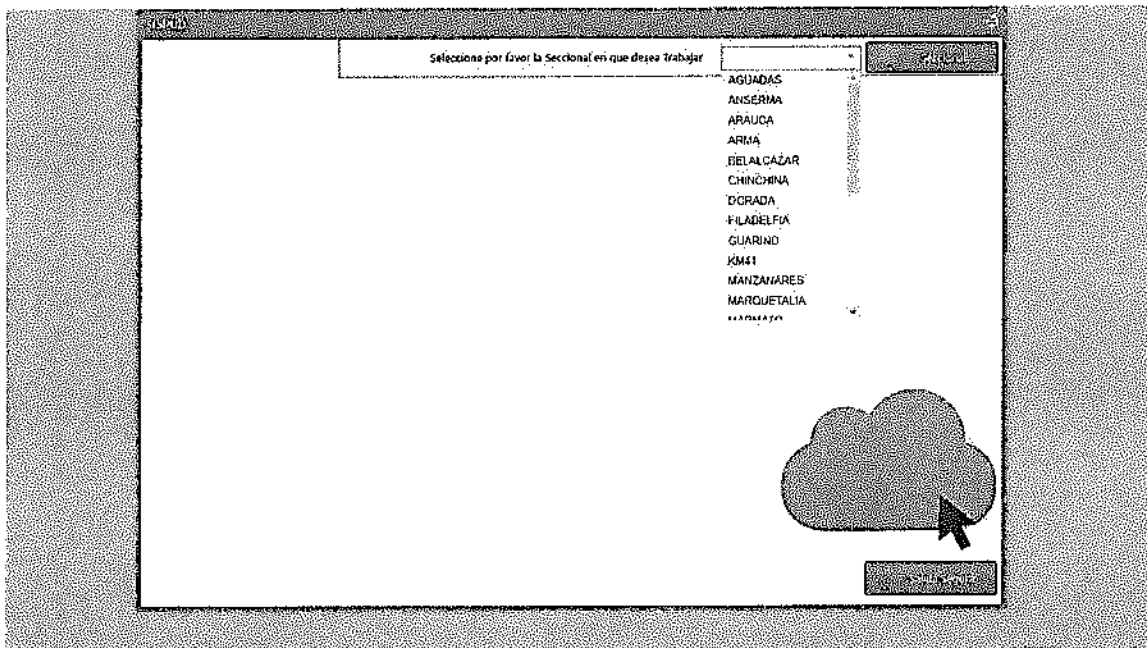 Seleccione por favor la Seccional en que desea Trabajar
AGUADAS
ANSERMA
ARAUCA
ARMA
BELALCAZAR
CHINCHINA
DORADA
FILADELFIA
GUARINO
KM41
MANZANARES
MARQUETALIA